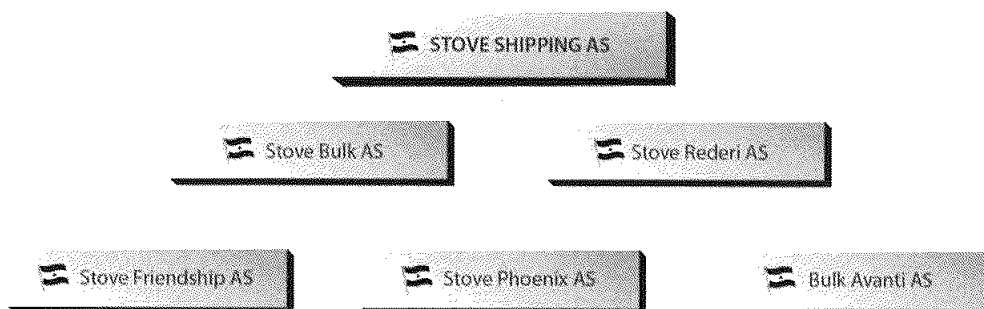 STOVE SHIPPING AS
Stove Bulk AS
Stove Rederi AS
Stove Friendship AS
Stove Phoenix AS
Bulk Avanti AS